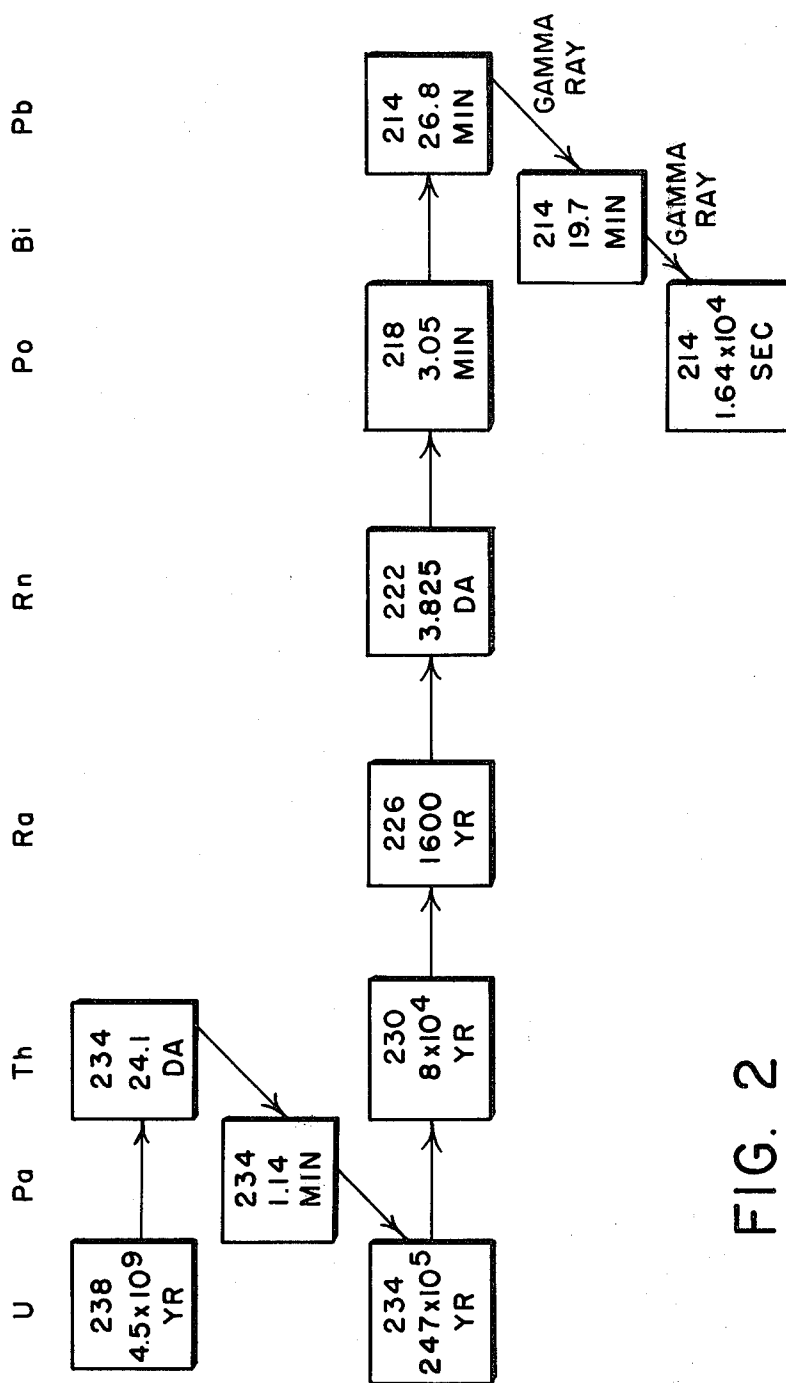 U Pa Th Ra Rn Po Bi Pb
238
4.5x10⁹
YR
234
24.1
DA
234
1.14
MIN
234
247x10⁵
YR
230
8x10⁴
YR
226
1600
YR
222
3.825
DA
218
3.05
MIN
214
26.8
MIN
GAMMA
RAY
214
19.7
MIN
GAMMA
RAY
214
1.64x10⁴
SEC
FIG. 2